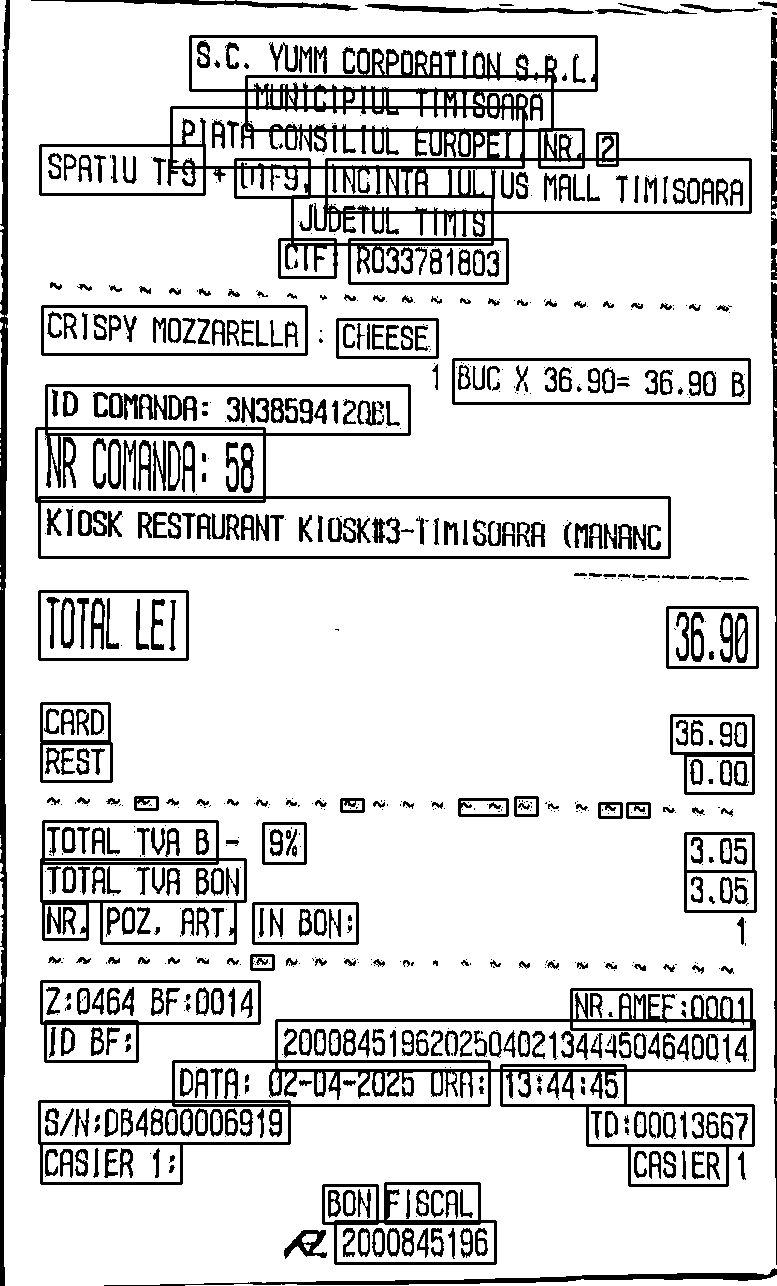 S.C. YUMM CORPORATION S.R.L.
MUNICIPIUL TIMISOARA
PIATA CONSILIUL EUROPEI, NR. 2
SPATIU TF9 + U1F9, INCINTA IULIUS MALL TIMISOARA
JUDETUL TIMIS
CIF: RO33781803
CRISPY MOZZARELLA : CHEESE
1 BUC X 36.90= 36.90 B
ID COMANDA: 3N3859412QBL
NR COMANDA: 58
KIOSK RESTAURANT KIOSK#3-TIMISOARA (MANANC
TOTAL LEI 36.90
CARD 36.90
REST 0.00
TOTAL TVA B - 9% 3.05
TOTAL TVA BON 3.05
NR. POZ. ART. IN BON: 1
Z:0464 BF:0014 NR.AMEF:0001
ID BF: 20008451962025040213444504640014
DATA: 02-04-2025 ORA: 13:44:45
S/N:DB4800006919 TD:00013667
CASIER 1: CASIER 1
BON FISCAL
2000845196